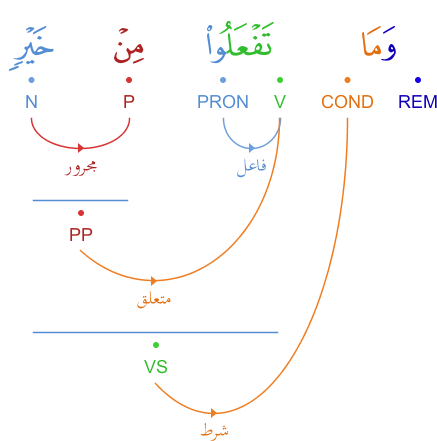 وَمَا تَفْعَلُوا۟ مِنْ خَيْرٍ
REM COND V PRON P N
فاعل مجرور
PP
متعلق
VS
شرط